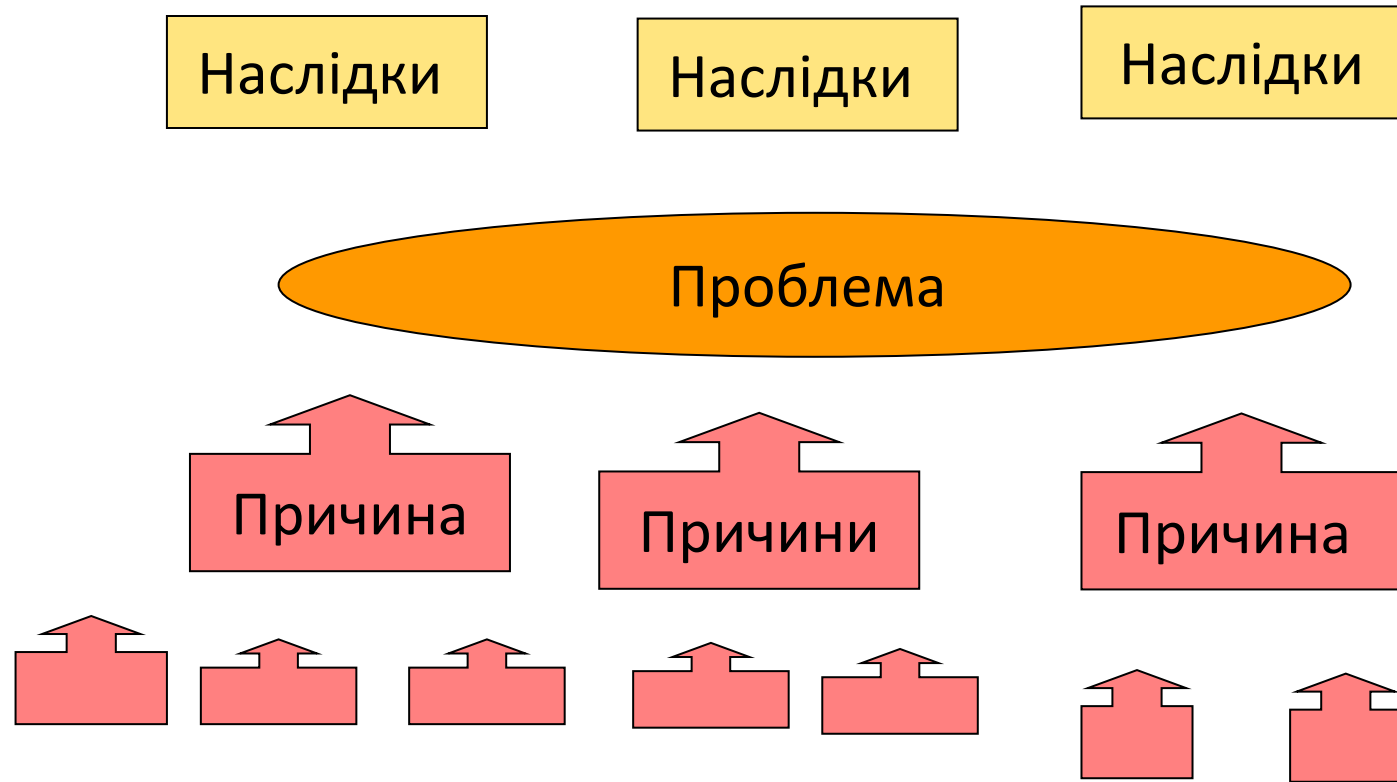 Наслідки
Наслідки
Наслідки
Проблема
Причина
Причини
Причина